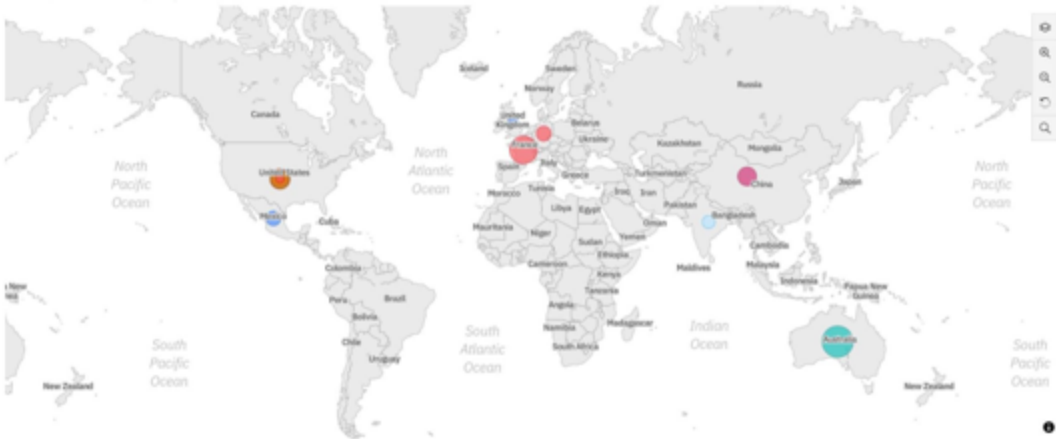 Iceland
Sweden
Norway
Russia
Canada
United
Kingdom
Belarus
Ukraine
France
Kazakhstan
Mongolia
North
Pacific
Ocean
United States
North
Atlantic
Ocean
Spain
Italy
Greece
Turkmenistan
China
Japan
North
Pacific
Ocean
Morocco
Tunisia
Iraq
Iran
Pakistan
Mexico
Cuba
Libya
Egypt
Oman
Bangladesh
Mauritania
Niger
Sudan
Yemen
Cambodia
Colombia
Cameroon
Ethiopia
Kenya
Maldives
Malaysia
Indonesia
Papua New
Guinea
Peru
Brazil
Tanzania
Angola
Bolivia
Namibia
Madagascar
Indian
Ocean
Chile
South Africa
Australia
South
Pacific
Ocean
Uruguay
South
Atlantic
Ocean
South
Pacific
Ocean
New Zealand
New Zealand